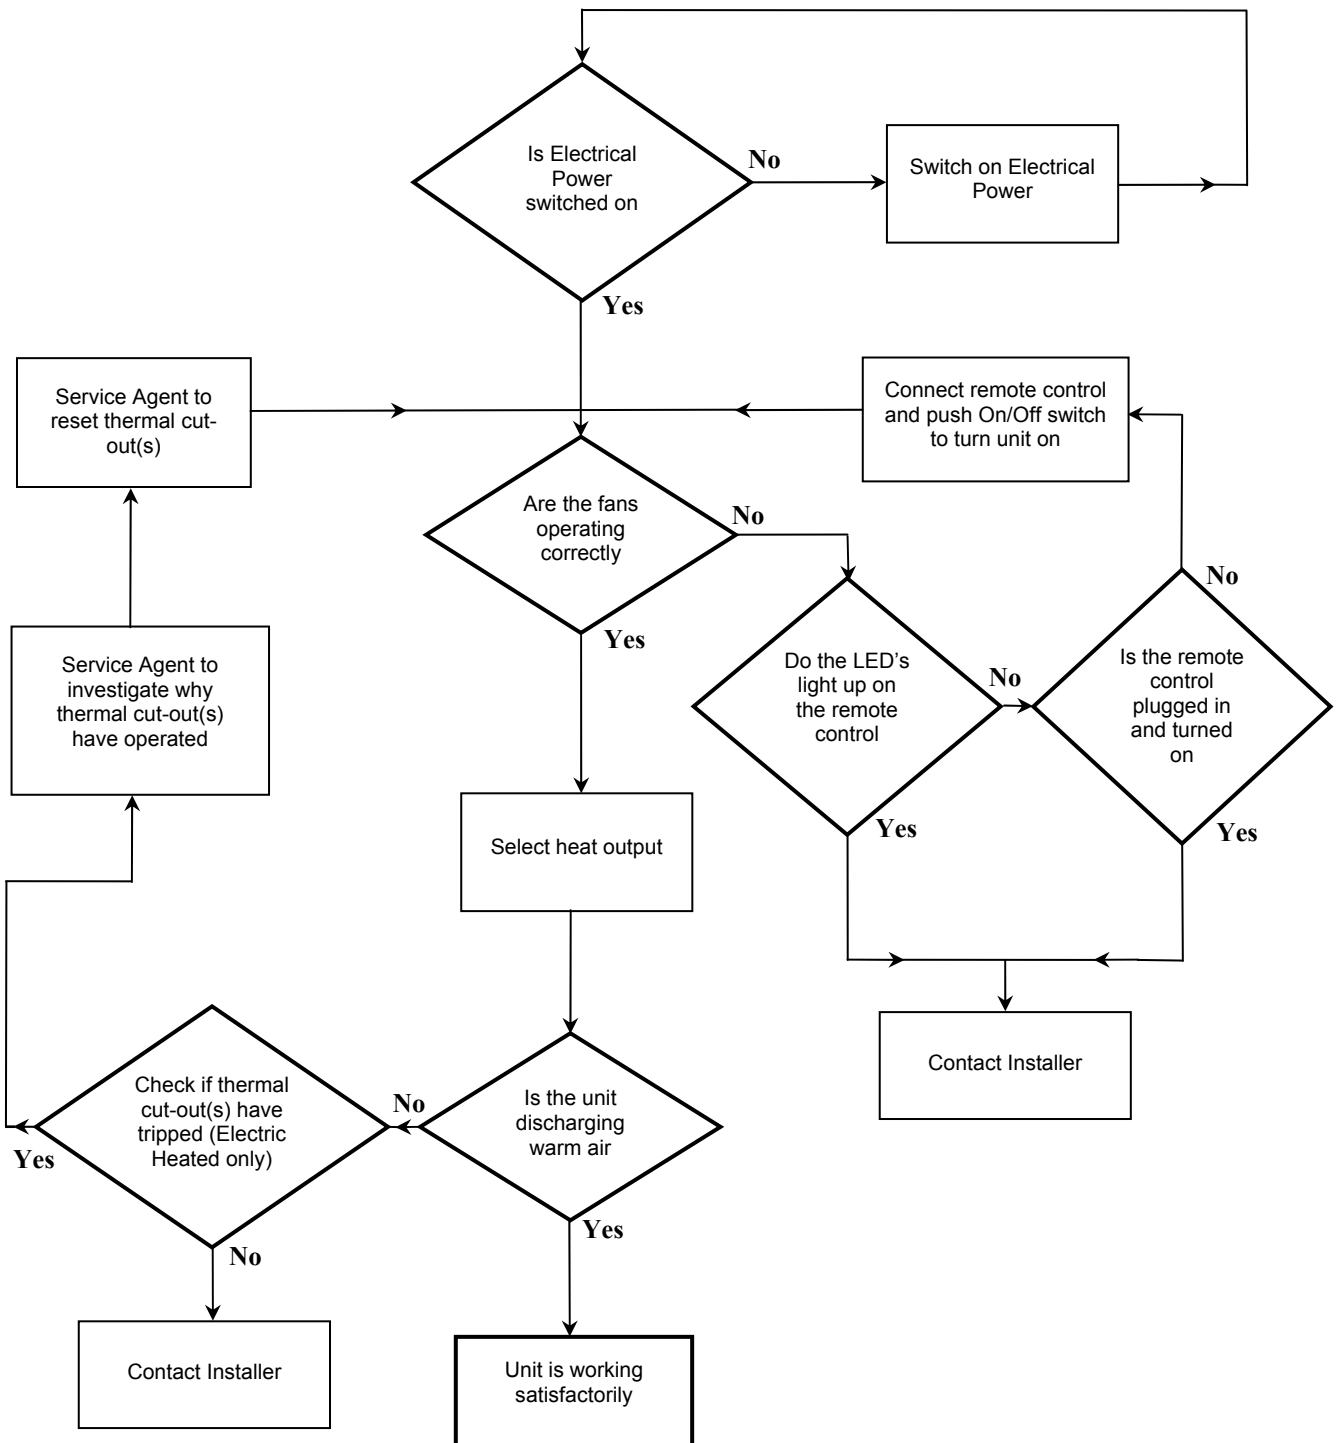 Is Electrical
Power
switched on
No
Switch on Electrical
Power
Yes
Service Agent to
reset thermal cut-
out(s)
Connect remote control
and push On/Off switch
to turn unit on
Are the fans
operating
correctly
No
Yes
No
Service Agent to
investigate why
thermal cut-out(s)
have operated
Do the LED's
light up on
the remote
control
No
Is the remote
control
plugged in
and turned
on
Yes
Yes
Select heat output
Contact Installer
Check if thermal
cut-out(s) have
tripped (Electric
Heated only)
No
Is the unit
discharging
warm air
Yes
Yes
No
Contact Installer
Unit is working
satisfactorily